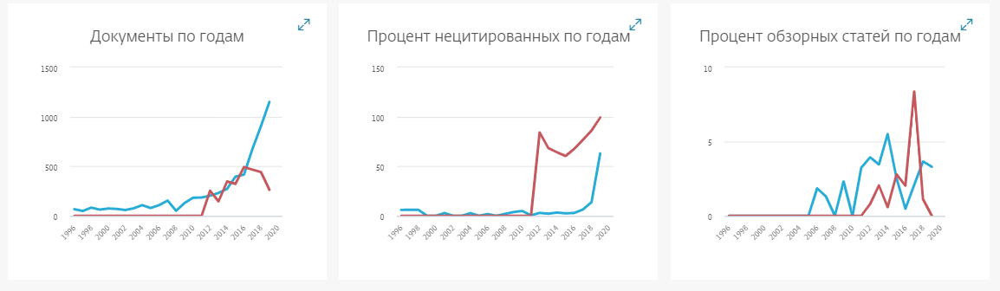 Документы по годам
1500
1000
500
0
1996 1998 2000 2002 2004 2006 2008 2010 2012 2014 2016 2018 2020
Процент нецитированных по годам
150
100
50
0
1996 1998 2000 2002 2004 2006 2008 2010 2012 2014 2016 2018 2020
Процент обзорных статей по годам
10
5
0
1996 1998 2000 2002 2004 2006 2008 2010 2012 2014 2016 2018 2020